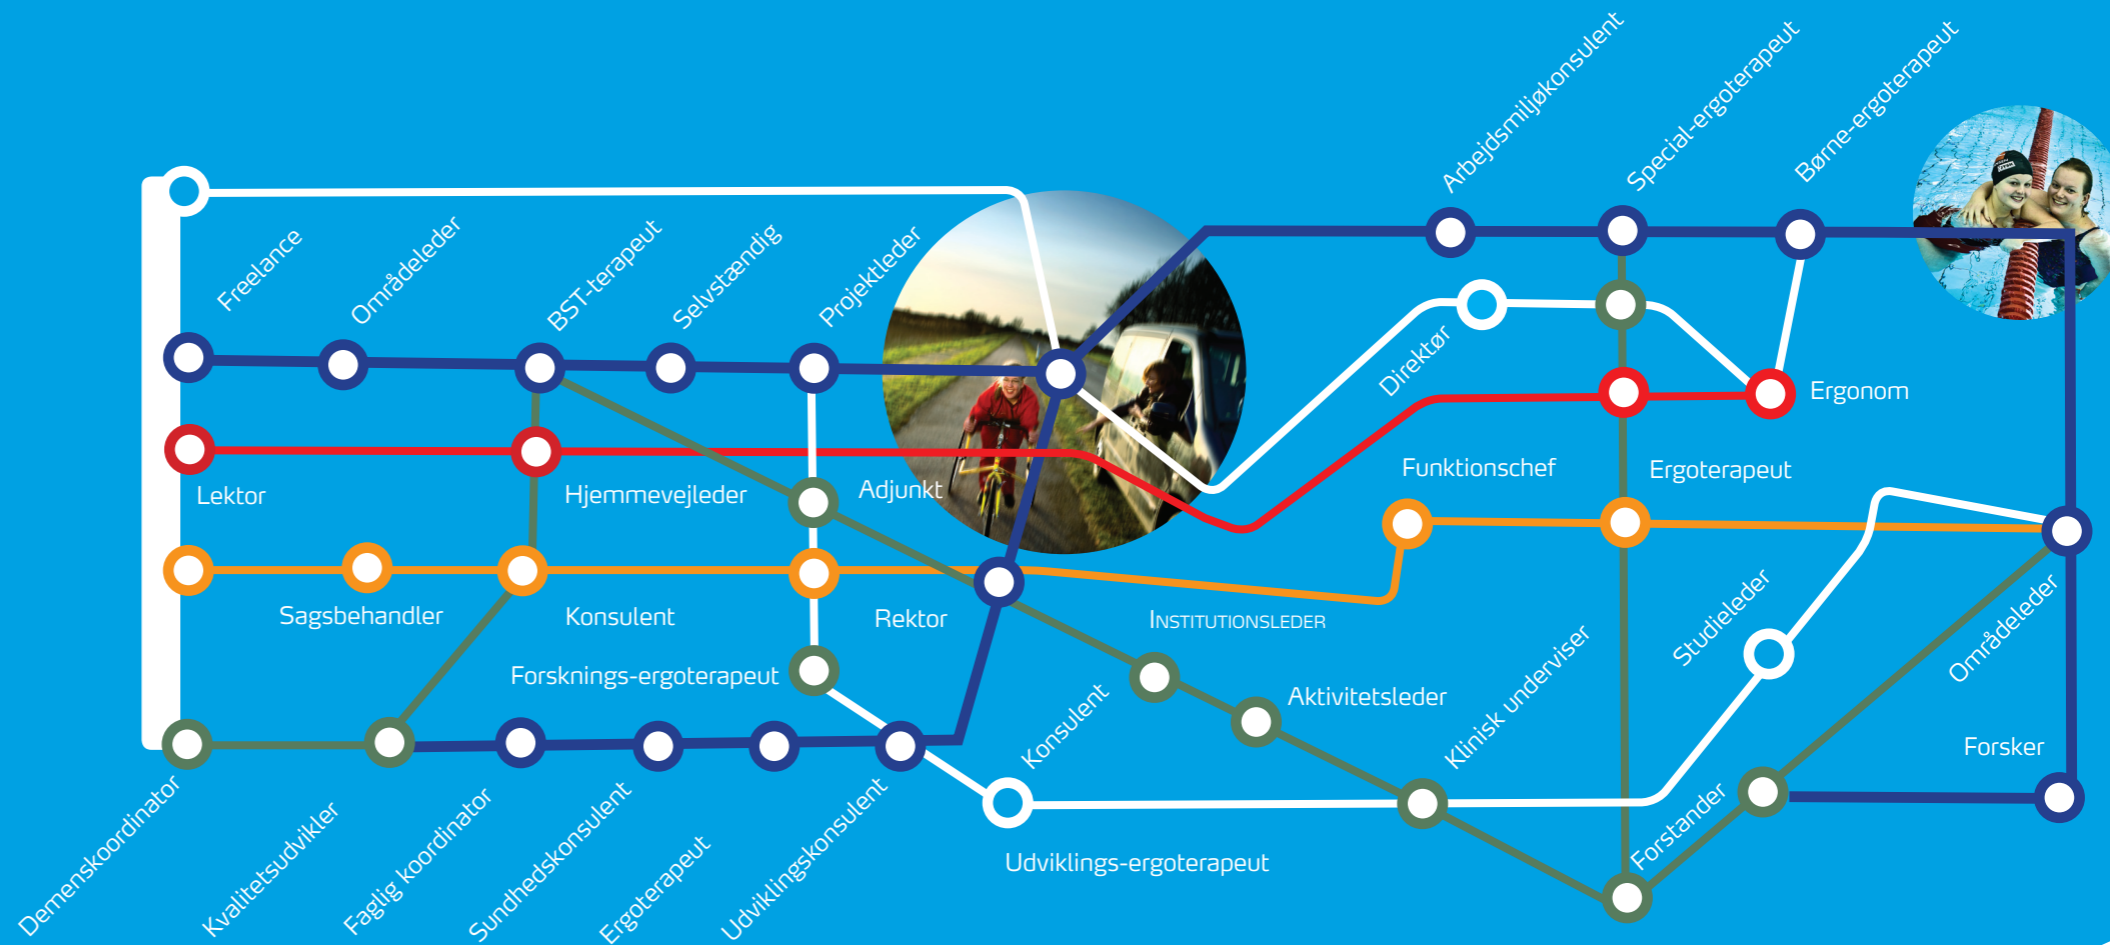 Arbejdsmiljøkonsulent
Special-ergoterapeut
Børne-ergoterapeut
Freelance
Områdeleder
BST-terapeut
Selvstændig
Projektleder
Direktør
Ergonom
Lektor
Hjemmevejleder
Adjunkt
Funktionschef
Ergoterapeut
Sagsbehandler
Konsulent
Rektor
INSTITUTIONSLEDER
Studieleder
Områdeleder
Forsknings-ergoterapeut
Konsulent
Aktivitetsleder
Klinisk underviser
Forsker
Demenskoordinator
Kvalitetsudvikler
Faglig koordinator
Sundhedskonsulent
Ergoterapeut
Udviklingskonsulent
Udviklings-ergoterapeut
Forstander